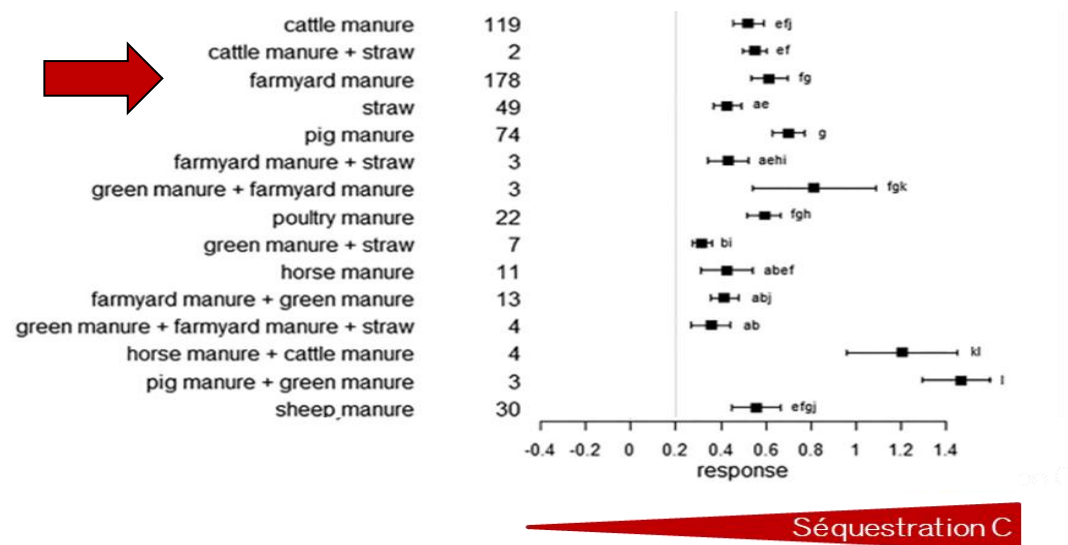 cattle manure 119 efj
cattle manure + straw 2 ef
farmyard manure 178 fg
straw 49 ae
pig manure 74 g
farmyard manure + straw 3 aehi
green manure + farmyard manure 3 fgk
poultry manure 22 fgh
green manure + straw 7 bi
horse manure 11 abef
farmyard manure + green manure 13 abj
green manure + farmyard manure + straw 4 ab
horse manure + cattle manure 4 kl
pig manure + green manure 3 l
sheep manure 30 efgj
-0.4 -0.2 0 0.2 0.4 0.6 0.8 1 1.2 1.4
response
Séquestration C